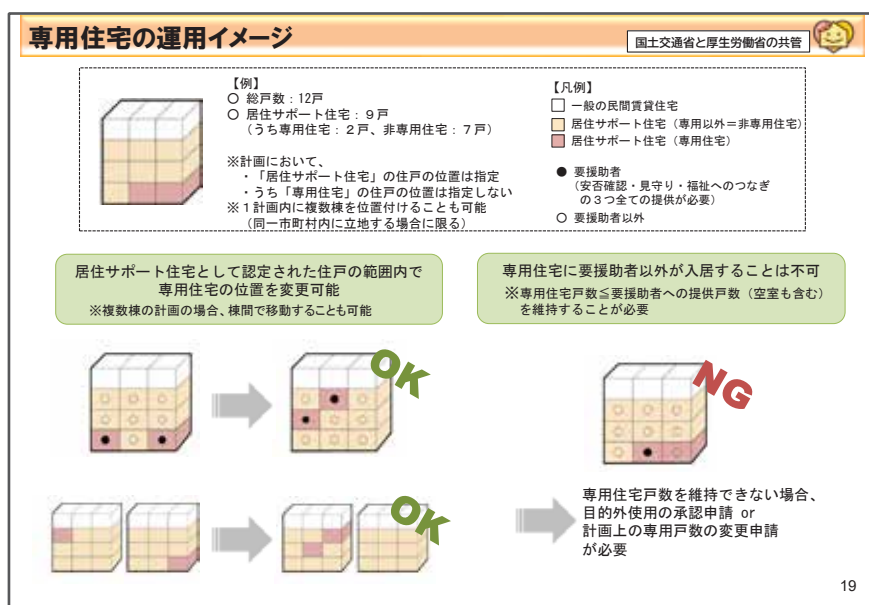 専用住宅の運用イメージ
国土交通省と厚生労働省の共管
【例】
○ 総戸数：12戸
○ 居住サポート住宅：９戸
（うち専用住宅：２戸、非専用住宅：７戸）
※計画において、
・「居住サポート住宅」の住戸の位置は指定
・うち「専用住宅」の住戸の位置は指定しない
※１計画内に複数棟を位置付けることも可能
（同一市町村内に立地する場合に限る）
【凡例】
一般の民間賃貸住宅
居住サポート住宅（専用以外＝非専用住宅）
居住サポート住宅（専用住宅）
● 要援助者
（安否確認・見守り・福祉へのつなぎ
の３つ全ての提供が必要）
○ 要援助者以外
居住サポート住宅として認定された住戸の範囲内で
専用住宅の位置を変更可能
※複数棟の計画の場合、棟間で移動することも可能
専用住宅に要援助者以外が入居することは不可
※専用住宅戸数≦要援助者への提供戸数（空室も含む）
を維持することが必要
OK
NG
OK
専用住宅戸数を維持できない場合、
目的外使用の承認申請 or
計画上の専用戸数の変更申請
が必要
19